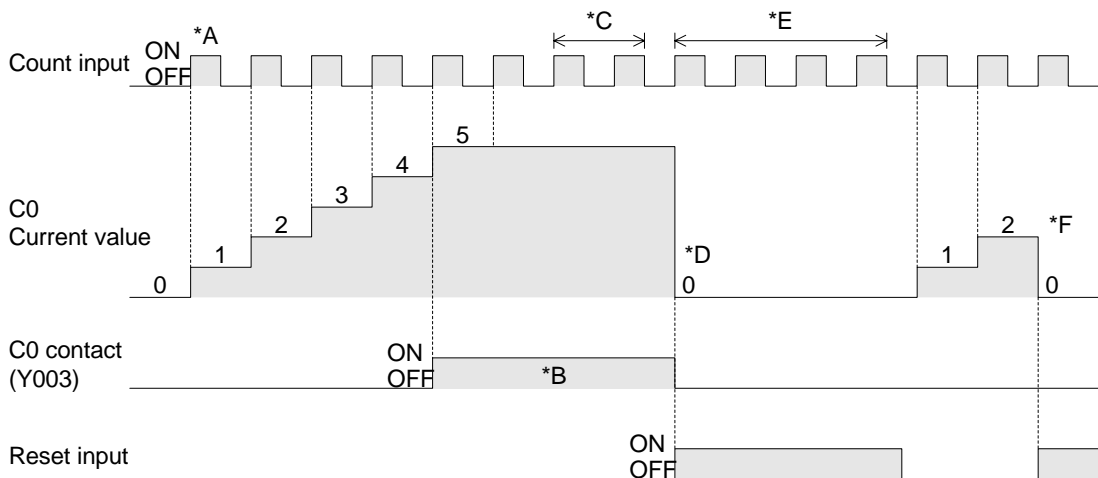 *A *C *E
Count input ON
OFF
5
4
3
2 2
1 1
C0
Current value
*D *F
0 0 0
C0 contact
(Y003)
ON
OFF
*B
Reset input ON
OFF